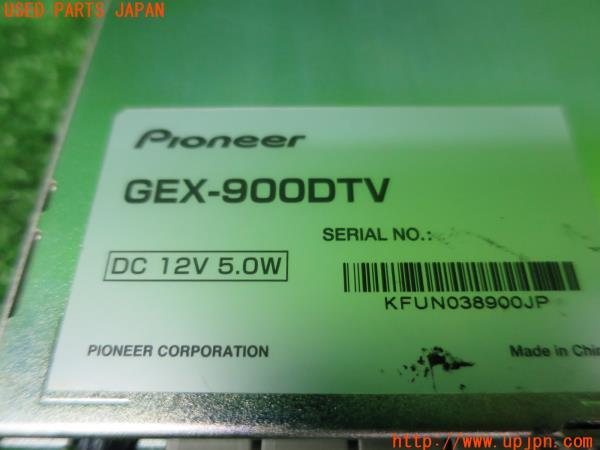 USED PARTS JAPAN
Pioneer
GEX-900DTV
SERIAL NO.:
DC 12V 5.0W
KFUN038900JP
PIONEER CORPORATION
Made in Chin
http://www.upjpn.com/